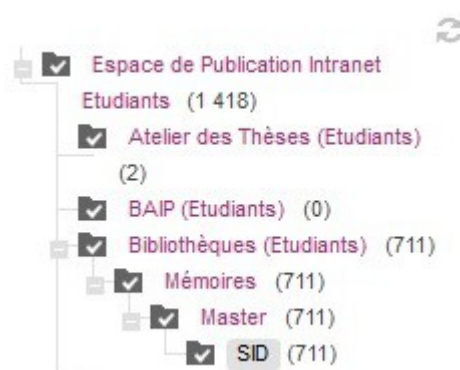 Espace de Publication Intranet
Etudiants (1 418)
Atelier des Thèses (Etudiants)
(2)
BAIP (Etudiants) (0)
Bibliothèques (Etudiants) (711)
Mémoires (711)
Master (711)
SID (711)